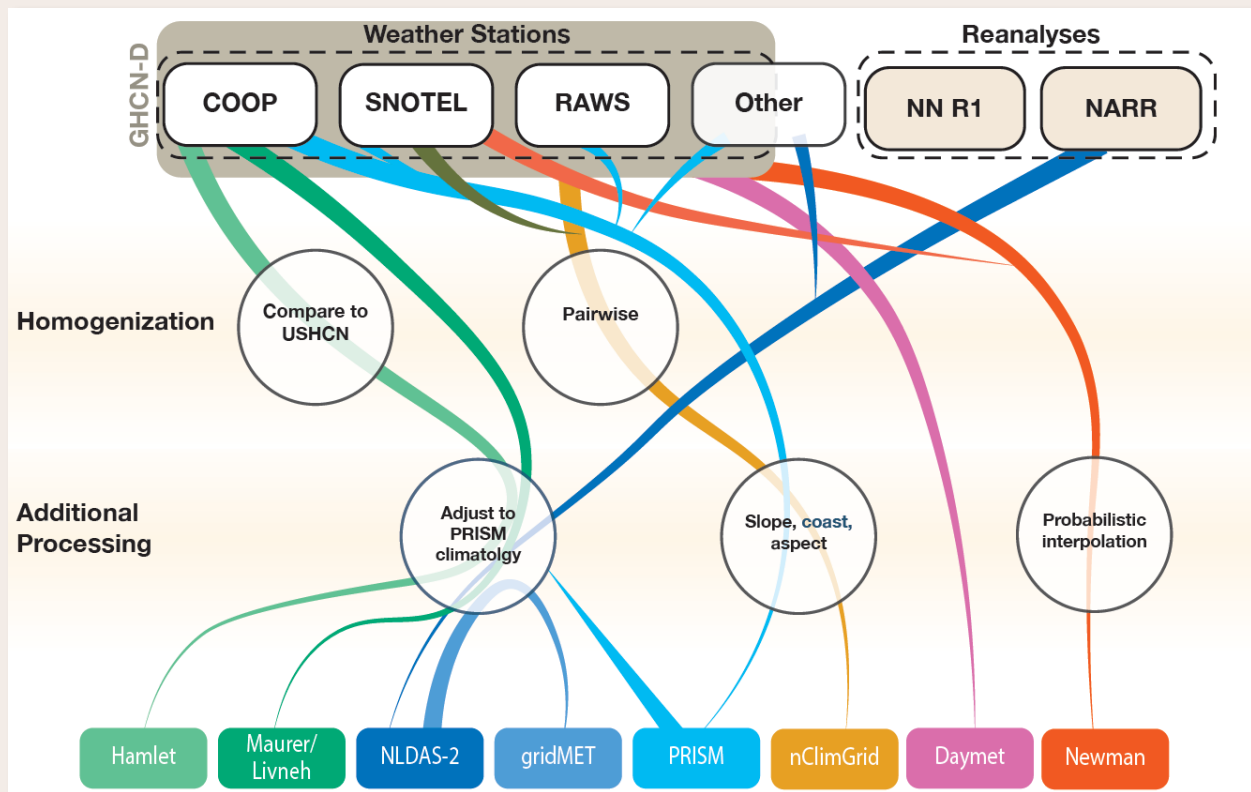 Weather Stations
Reanalyses
GHCN-D
COOP
SNOTEL
RAWS
Other
NN R1
NARR
Homogenization
Compare to
USHCN
Pairwise
Additional
Processing
Adjust to
PRISM
climatolgy
Slope, coast,
aspect
Probabilistic
interpolation
Hamlet
Maurer/
Livneh
NLDAS-2
gridMET
PRISM
nClimGrid
Daymet
Newman